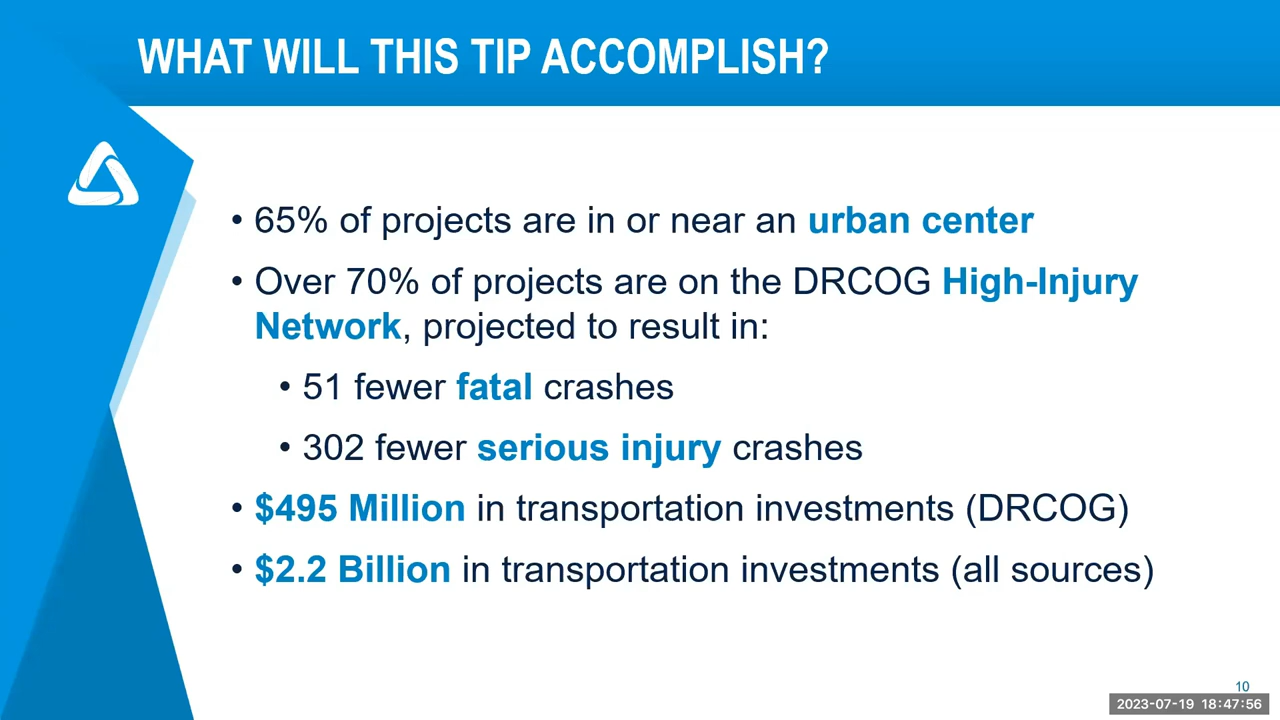 WHAT WILL THIS TIP ACCOMPLISH?
• 65% of projects are in or near an urban center
• Over 70% of projects are on the DRCOG High-Injury
Network, projected to result in:
• 51 fewer fatal crashes
• 302 fewer serious injury crashes
• $495 Million in transportation investments (DRCOG)
• $2.2 Billion in transportation investments (all sources)
10
2023-07-19 18:47:56